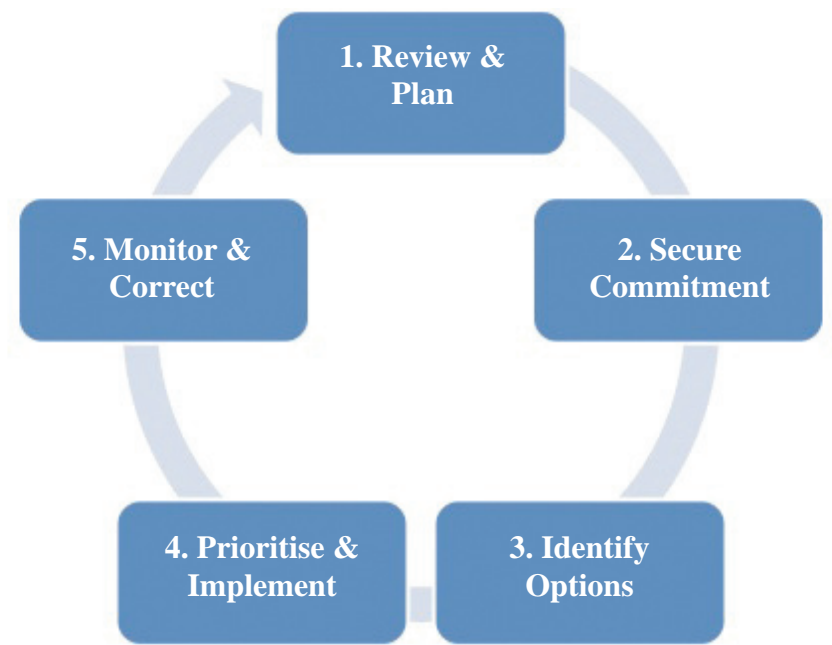 1. Review &
Plan
2. Secure
Commitment
3. Identify
Options
4. Prioritise &
Implement
5. Monitor &
Correct